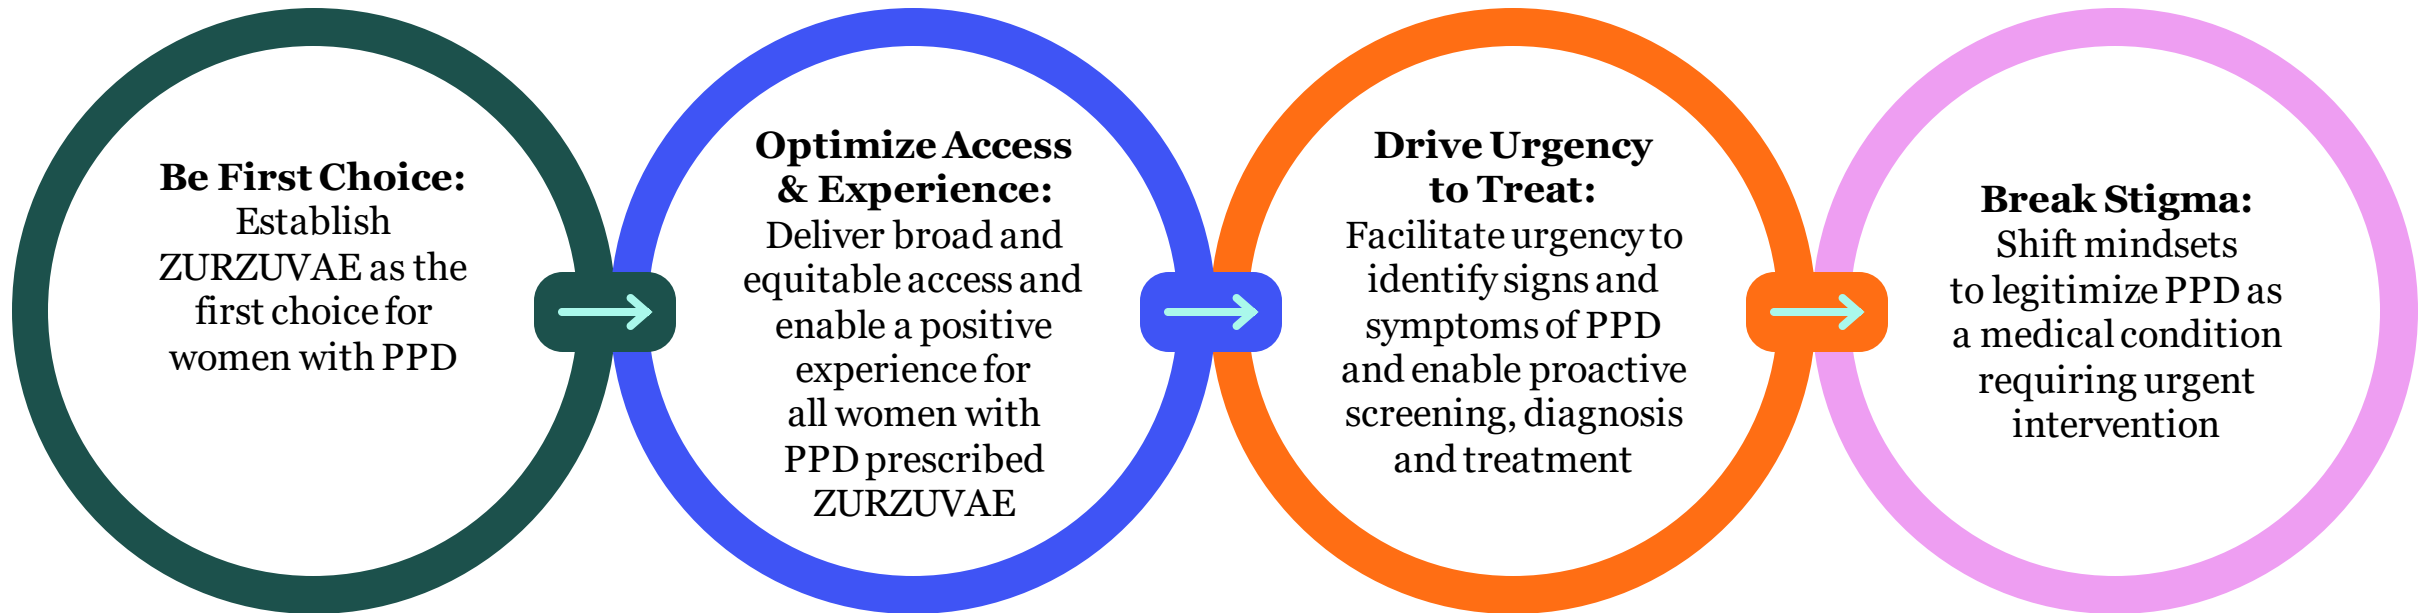 Be First Choice:
Establish
ZURZUVAE as the
first choice for
women with PPD
Optimize Access
& Experience:
Deliver broad and
equitable access and
enable a positive
experience for
all women with
PPD prescribed
ZURZUVAE
Drive Urgency
to Treat:
Facilitate urgency to
identify signs and
symptoms of PPD
and enable proactive
screening, diagnosis
and treatment
Break Stigma:
Shift mindsets
to legitimize PPD as
a medical condition
requiring urgent
intervention